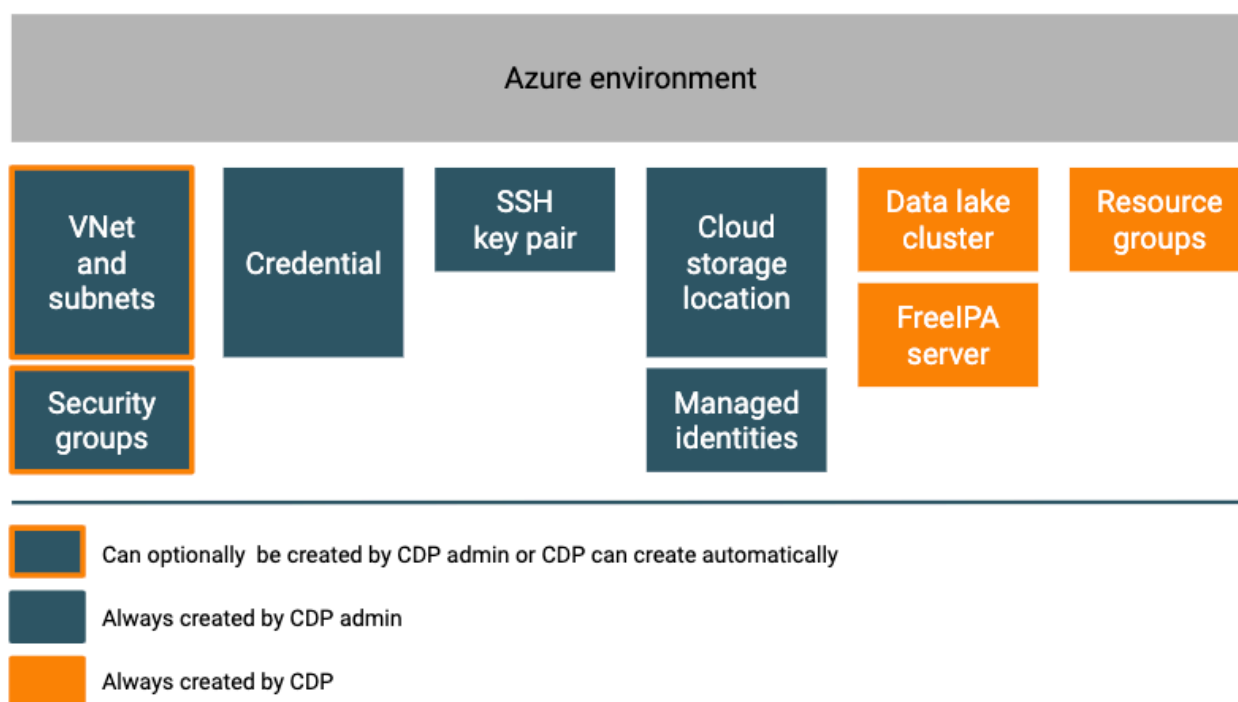 Azure environment
VNet
and
subnets
Security
groups
Credential
SSH
key pair
Cloud
storage
location
Managed
identities
Data lake
cluster
FreeIPA
server
Resource
groups
Can optionally  be created by CDP admin or CDP can create automatically
Always created by CDP admin
Always created by CDP